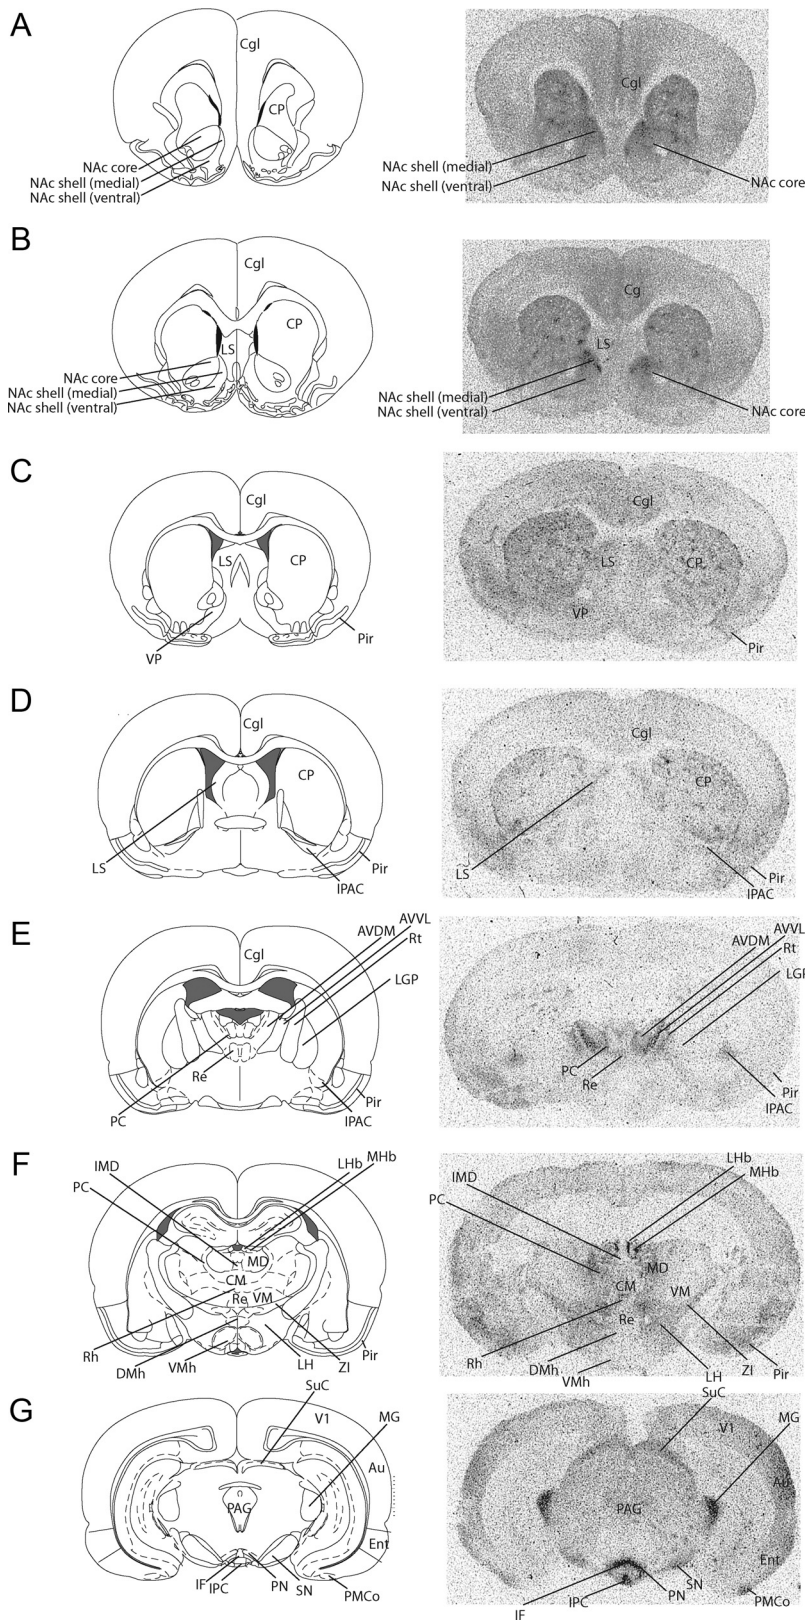 A
Cgl
CP
NAc core
NAc shell (medial)
NAc shell (ventral)
Cgl
NAc shell (medial)
NAc shell (ventral)
NAc core
B
Cgl
CP
LS
NAc core
NAc shell (medial)
NAc shell (ventral)
Cg
LS
NAc shell (medial)
NAc shell (ventral)
NAc core
C
Cgl
LS
CP
VP
Pir
Cgl
LS
CP
VP
Pir
D
Cgl
CP
LS
Pir
IPAC
Cgl
CP
LS
Pir
IPAC
E
Cgl
AVVL
AVDM
Rt
LGP
Re
PC
Pir
IPAC
AVVL
AVDM
Rt
LGP
PC
Re
Pir
IPAC
F
IMD
PC
LHb
MHb
MD
CM
Re
VM
Rh
DMh
VMh
LH
ZI
Pir
IMD
PC
LHb
MHb
MD
CM
VM
Re
Rh
DMh
VMh
LH
ZI
Pir
G
SuC
V1
MG
Au
PAG
Ent
IF
IPC
PN
SN
PMCo
SuC
V1
MG
Au
PAG
Ent
SN
PN
IPC
IF
PMCo